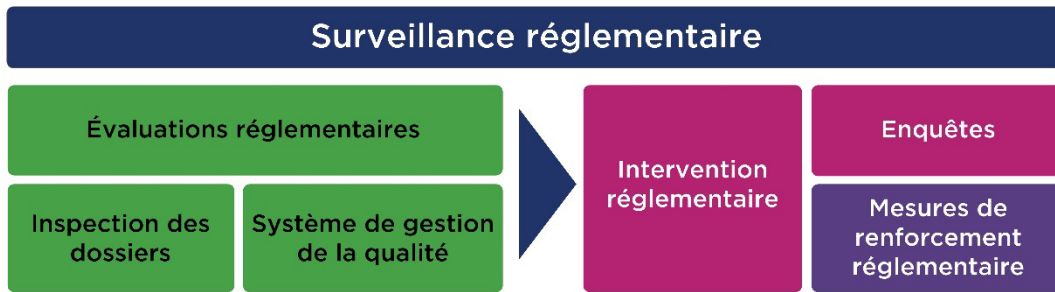 Surveillance réglementaire
Évaluations réglementaires
Inspection des
dossiers
Système de gestion
de la qualité
Intervention
réglementaire
Enquêtes
Mesures de
renforcement
réglementaire